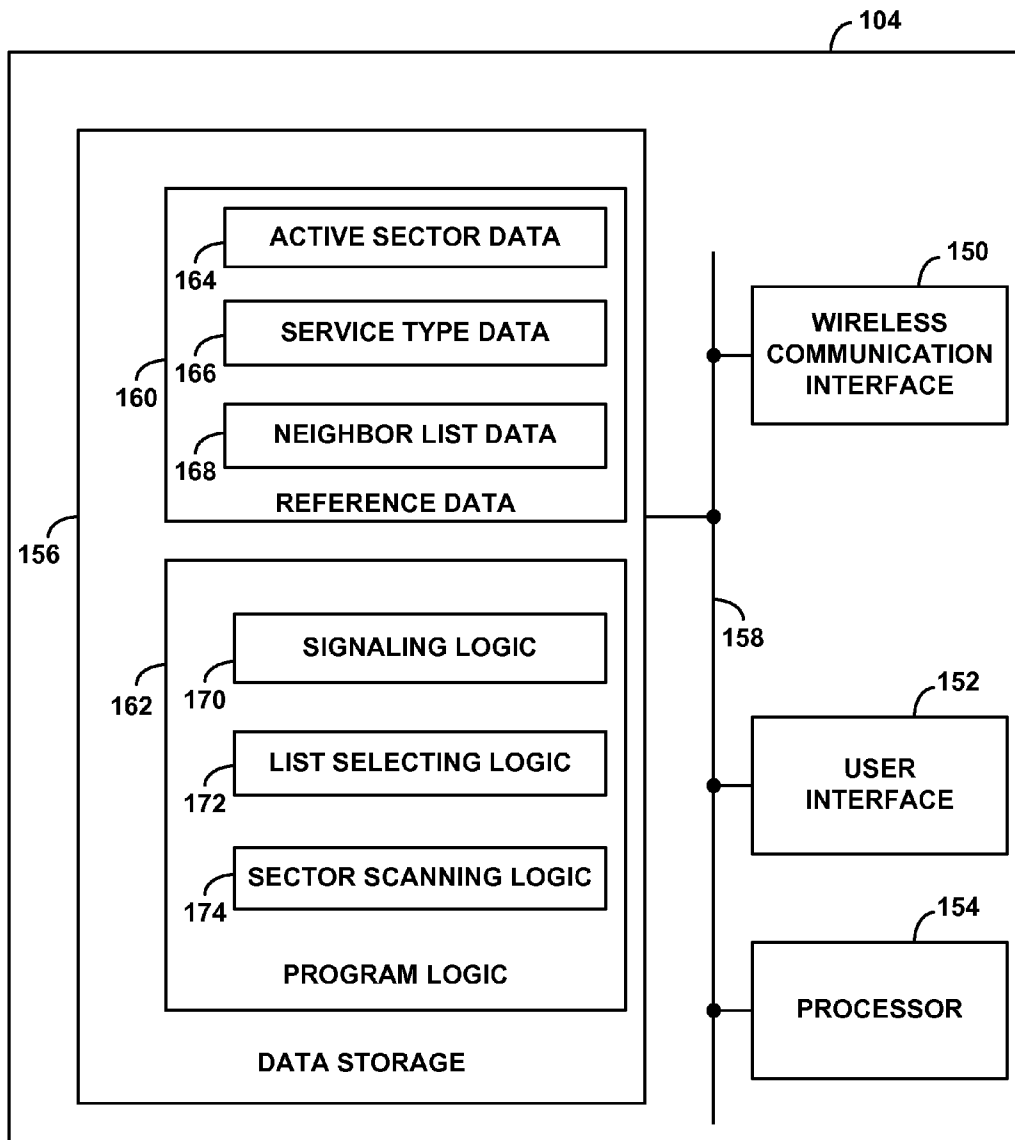 104
ACTIVE SECTOR DATA
164
SERVICE TYPE DATA
166
160
NEIGHBOR LIST DATA
168
REFERENCE DATA
156
SIGNALING LOGIC
170
162
LIST SELECTING LOGIC
172
SECTOR SCANNING LOGIC
174
PROGRAM LOGIC
DATA STORAGE
150
WIRELESS
COMMUNICATION
INTERFACE
158
152
USER
INTERFACE
154
PROCESSOR